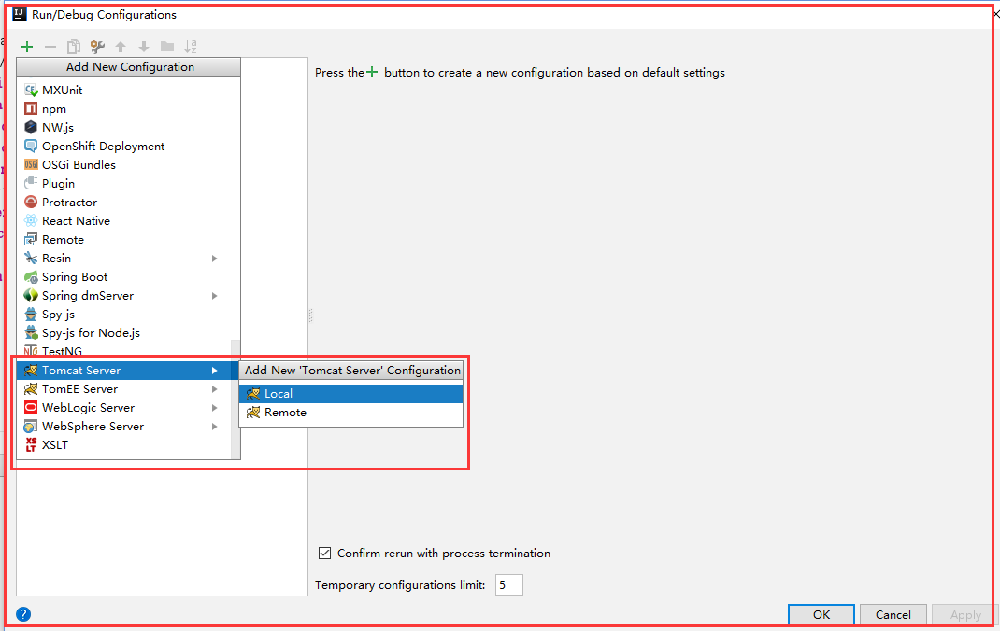 Run/Debug Configurations
Add New Configuration
Press the + button to create a new configuration based on default settings
MXUnit
npm
NW.js
OpenShift Deployment
OSGi Bundles
Plugin
Protractor
React Native
Remote
Resin
Spring Boot
Spring dmServer
Spy-js
Spy-js for Node.js
TestNG
Tomcat Server
Add New 'Tomcat Server' Configuration
TomEE Server
Local
WebLogic Server
Remote
WebSphere Server
XSLT
Confirm rerun with process termination
Temporary configurations limit: 5
OK Cancel Apply